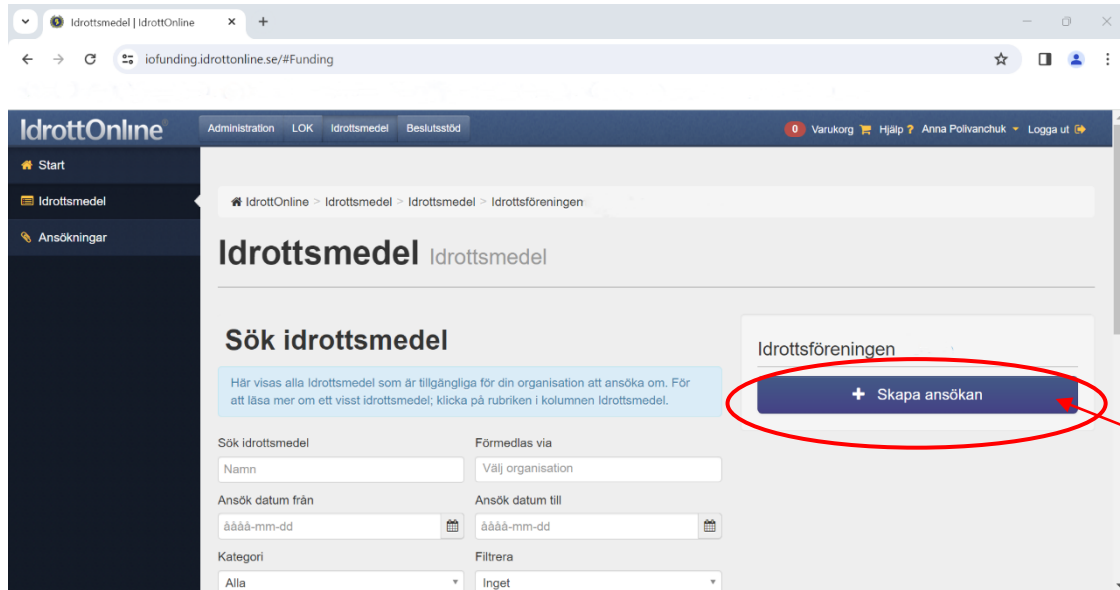 Idrottsmedel | IdrottOnline
iofunding.idrottonline.se/#Funding
IdrottOnline
Administration LOK Idrottsmedel Beslutsstöd
0 Varukorg Hjälp ? Anna Polivanchuk Logga ut
Start
Idrottsmedel
Ansökningar
IdrottOnline > Idrottsmedel > Idrottsmedel > Idrottsföreningen
Idrottsmedel Idrottsmedel
Sök idrottsmedel
Här visas alla Idrottsmedel som är tillgängliga för din organisation att ansöka om. För
att läsa mer om ett visst idrottsmedel; klicka på rubriken i kolumnen Idrottsmedel.
Idrottsföreningen
+ Skapa ansökan
Sök idrottsmedel Förmedlas via
Namn Välj organisation
Ansök datum från Ansök datum till
åååå-mm-dd åååå-mm-dd
Kategori Filtrera
Alla Inget